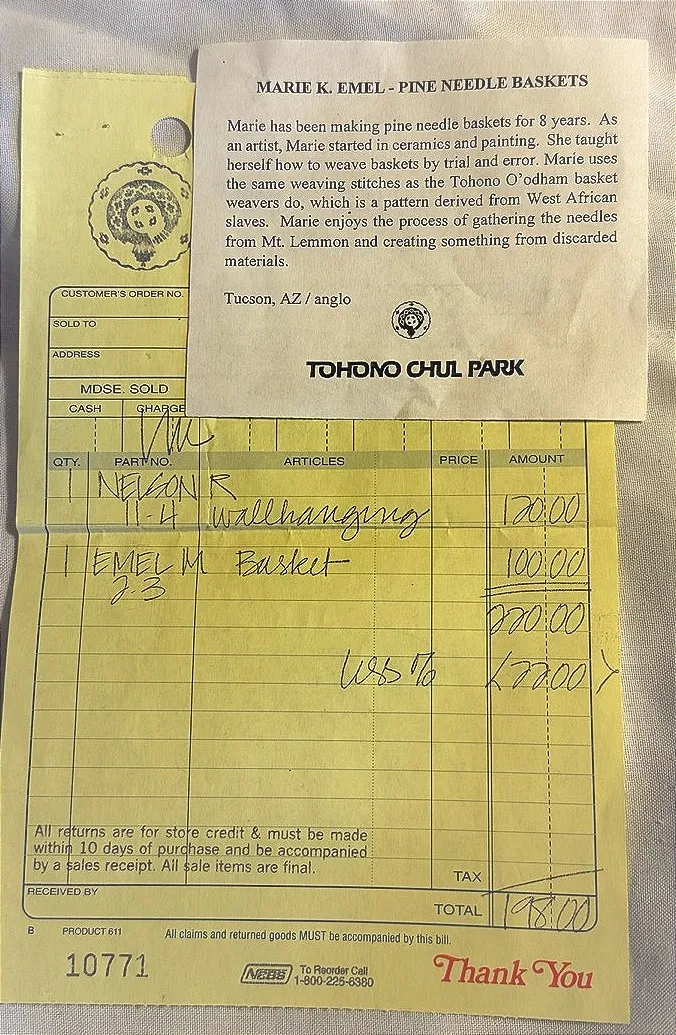 MARIE K. EMEL - PINE NEEDLE BASKETS
Marie has been making pine needle baskets for 8 years. As
an artist, Marie started in ceramics and painting. She taught
herself how to weave baskets by trial and error. Marie uses
the same weaving stitches as the Tohono O'odham basket
weavers do, which is a pattern derived from West African
slaves. Marie enjoys the process of gathering the needles
from Mt. Lemmon and creating something from discarded
materials.
Tucson, AZ / anglo
TOHONO CHUL PARK
CUSTOMER'S ORDER NO.
SOLD TO
ADDRESS
MDSE. SOLD
CASH CHARGE
QTY. PART NO. ARTICLES PRICE AMOUNT
1 NELSON R
11-4 wallhanging 120.00
1 EMEL M Basket 100.00
2-3
220.00
less % <22.00>
All returns are for store credit & must be made
within 10 days of purchase and be accompanied
by a sales receipt. All sale items are final.
TAX
RECEIVED BY
TOTAL 198.00
B PRODUCT 611 All claims and returned goods MUST be accompanied by this bill.
10771
NEBS To Reorder Call
1-800-225-6380
Thank You